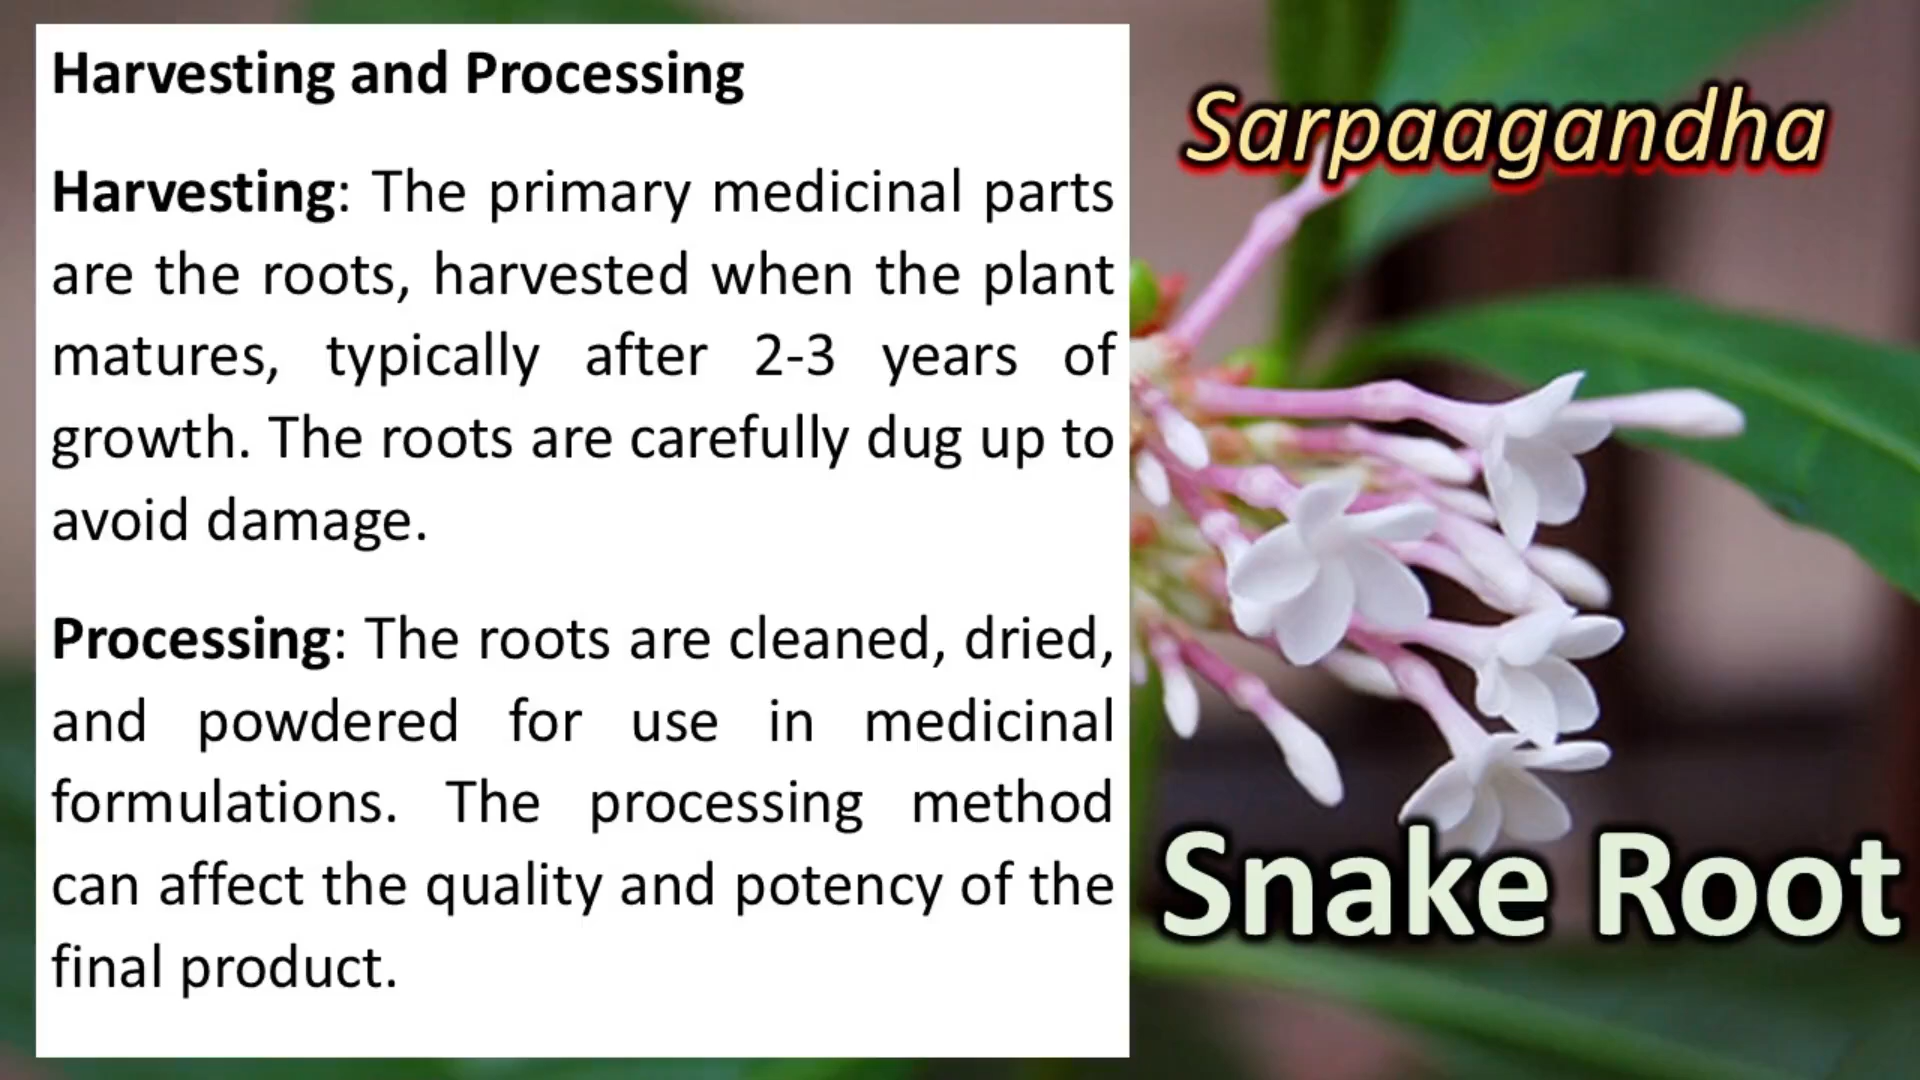 Harvesting and Processing
Harvesting: The primary medicinal parts
are the roots, harvested when the plant
matures, typically after 2-3 years of
growth. The roots are carefully dug up to
avoid damage.
Processing: The roots are cleaned, dried,
and powdered for use in medicinal
formulations. The processing method
can affect the quality and potency of the
final product.
Sarpaagandha
Snake Root